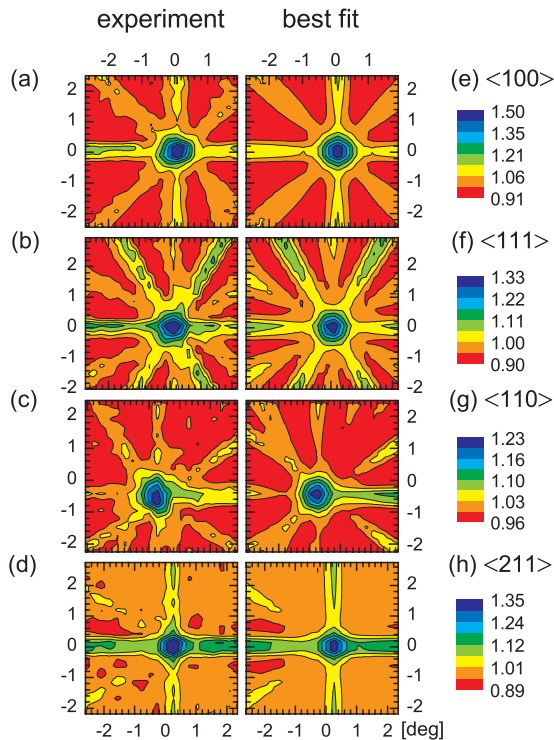 experiment best fit
-2 -1 0 1 -2 -1 0 1
(a) 2 1 0 -1 -2 2 1 0 -1 -2 (e) <100>
1.50
1.35
1.21
1.06
0.91
(b) 2 1 0 -1 -2 2 1 0 -1 -2 (f) <111>
1.33
1.22
1.11
1.00
0.90
(c) 2 1 0 -1 -2 2 1 0 -1 -2 (g) <110>
1.23
1.16
1.10
1.03
0.96
(d) 2 1 0 -1 -2 2 1 0 -1 -2 (h) <211>
1.35
1.24
1.12
1.01
0.89
-2 -1 0 1 2 -2 -1 0 1 2 [deg]